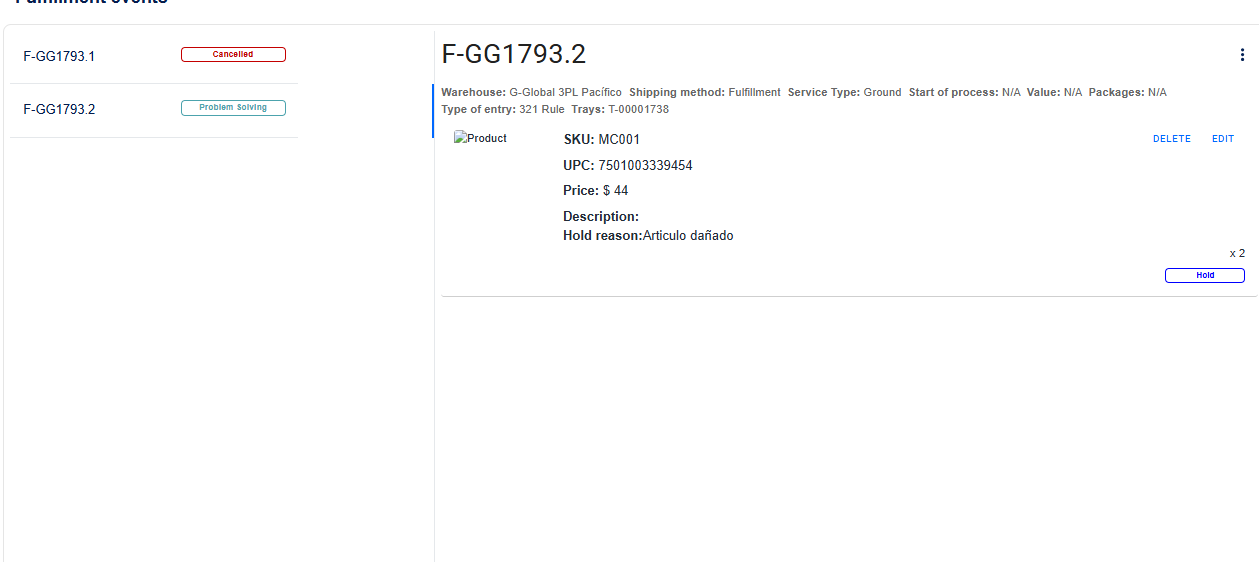 Fulfillment events
F-GG1793.1
Cancelled
F-GG1793.2
Problem Solving
F-GG1793.2
Warehouse: G-Global 3PL Pacífico Shipping method: Fulfillment Service Type: Ground Start of process: N/A Value: N/A Packages: N/A
Type of entry: 321 Rule Trays: T-00001738
Product
SKU: MC001
DELETE
EDIT
UPC: 7501003339454
Price: $ 44
Description:
Hold reason:Articulo dañado
x 2
Hold